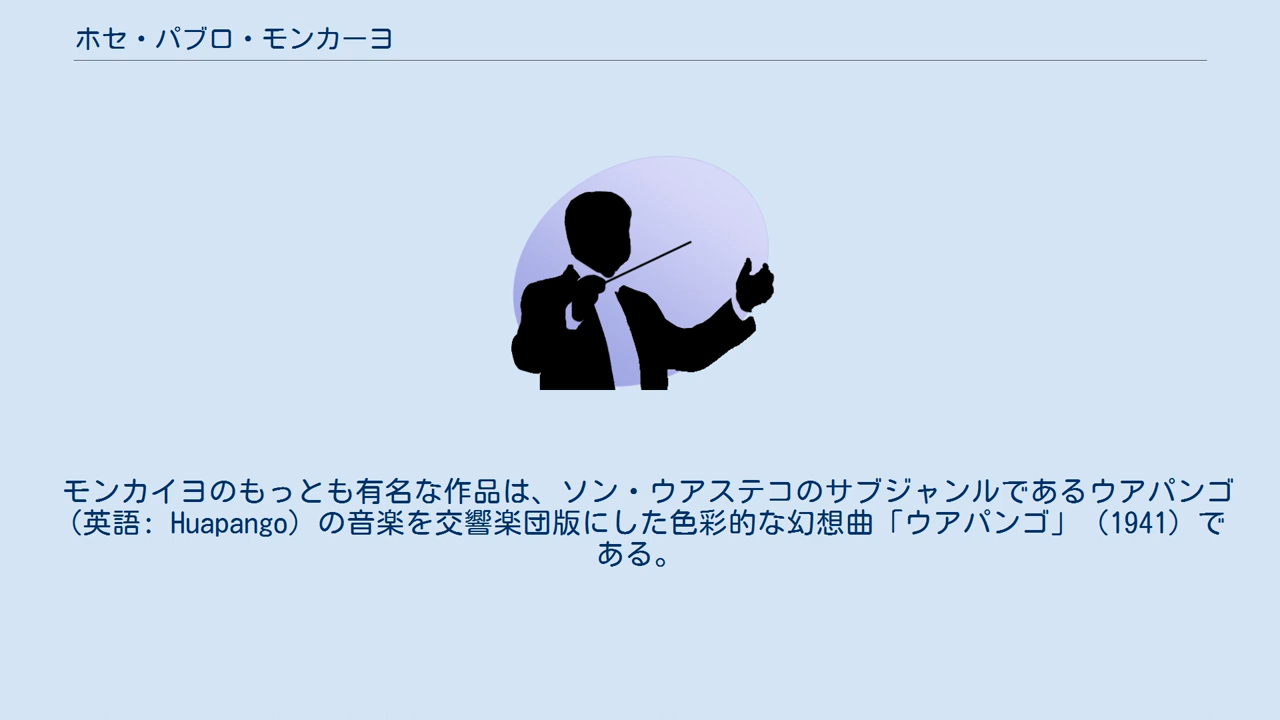 ホセ・パブロ・モンカーヨ
モンカイヨのもっとも有名な作品は、ソン・ウアステコのサブジャンルであるウアパンゴ
（英語: Huapango）の音楽を交響楽団版にした色彩的な幻想曲「ウアパンゴ」（1941）で
ある。